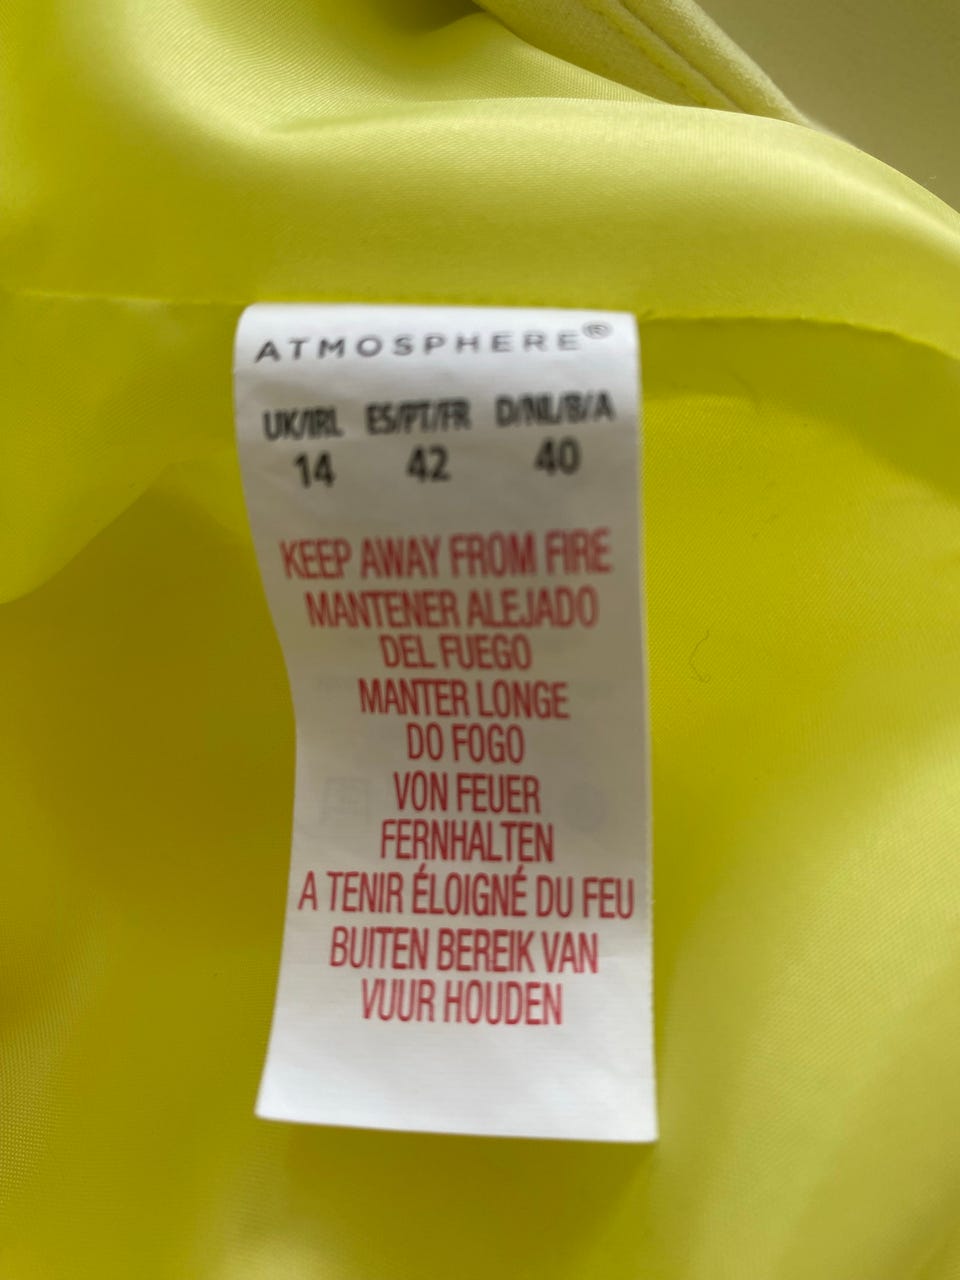 ATMOSPHERE®
UK/IRL ES/PT/FR D/NL/B/A
14 42 40
KEEP AWAY FROM FIRE
MANTENER ALEJADO
DEL FUEGO
MANTER LONGE
DO FOGO
VON FEUER
FERNHALTEN
A TENIR ÉLOIGNÉ DU FEU
BUITEN BEREIK VAN
VUUR HOUDEN